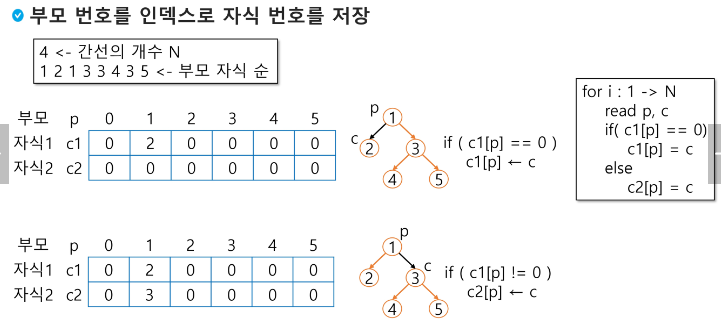 부모 번호를 인덱스로 자식 번호를 저장
4 <- 간선의 개수 N
1 2 1 3 3 4 3 5 <- 부모 자식 순
for i : 1 -> N
read p, c
if( c1[p] == 0)
c1[p] = c
else
c2[p] = c
부모 p 0 1 2 3 4 5
자식1 c1 0 2 0 0 0 0
자식2 c2 0 0 0 0 0 0
p
1
c 2 3
4 5
if ( c1[p] == 0 )
c1[p] ← c
부모 p 0 1 2 3 4 5
자식1 c1 0 2 0 0 0 0
자식2 c2 0 3 0 0 0 0
p
1
2 3 c
4 5
if ( c1[p] != 0 )
c2[p] ← c